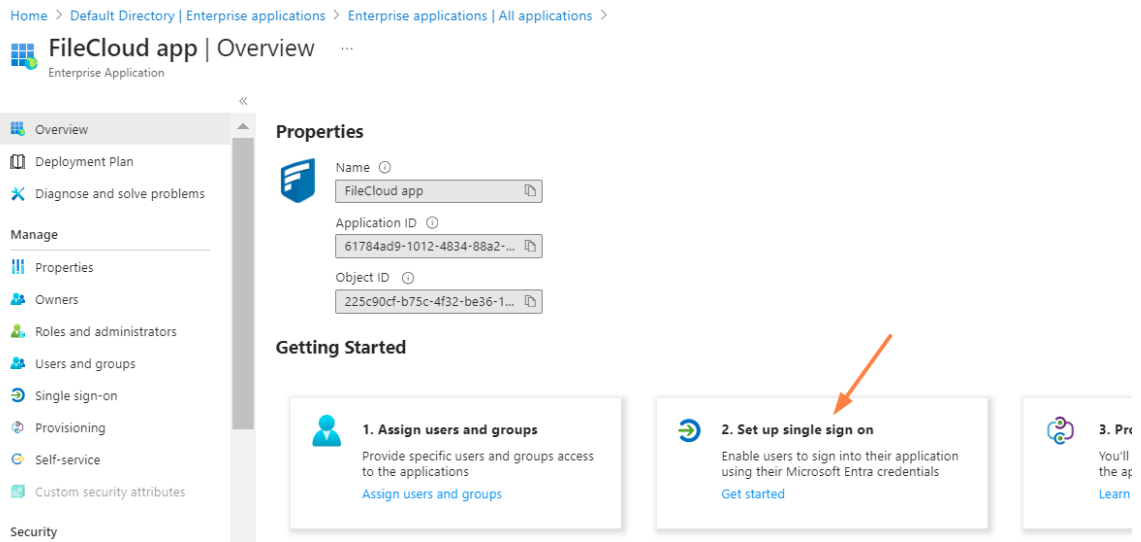 Home > Default Directory | Enterprise applications > Enterprise applications | All applications >
FileCloud app | Overview ...
Enterprise Application
«
Overview
Deployment Plan
Diagnose and solve problems
Manage
Properties
Owners
Roles and administrators
Users and groups
Single sign-on
Provisioning
Self-service
Custom security attributes
Security
Properties
Name
FileCloud app
Application ID
61784ad9-1012-4834-88a2-...
Object ID
225c90cf-b75c-4f32-be36-1...
Getting Started
1. Assign users and groups
Provide specific users and groups access
to the applications
Assign users and groups
2. Set up single sign on
Enable users to sign into their application
using their Microsoft Entra credentials
Get started
3. Pro
You'll
the ap
Learn